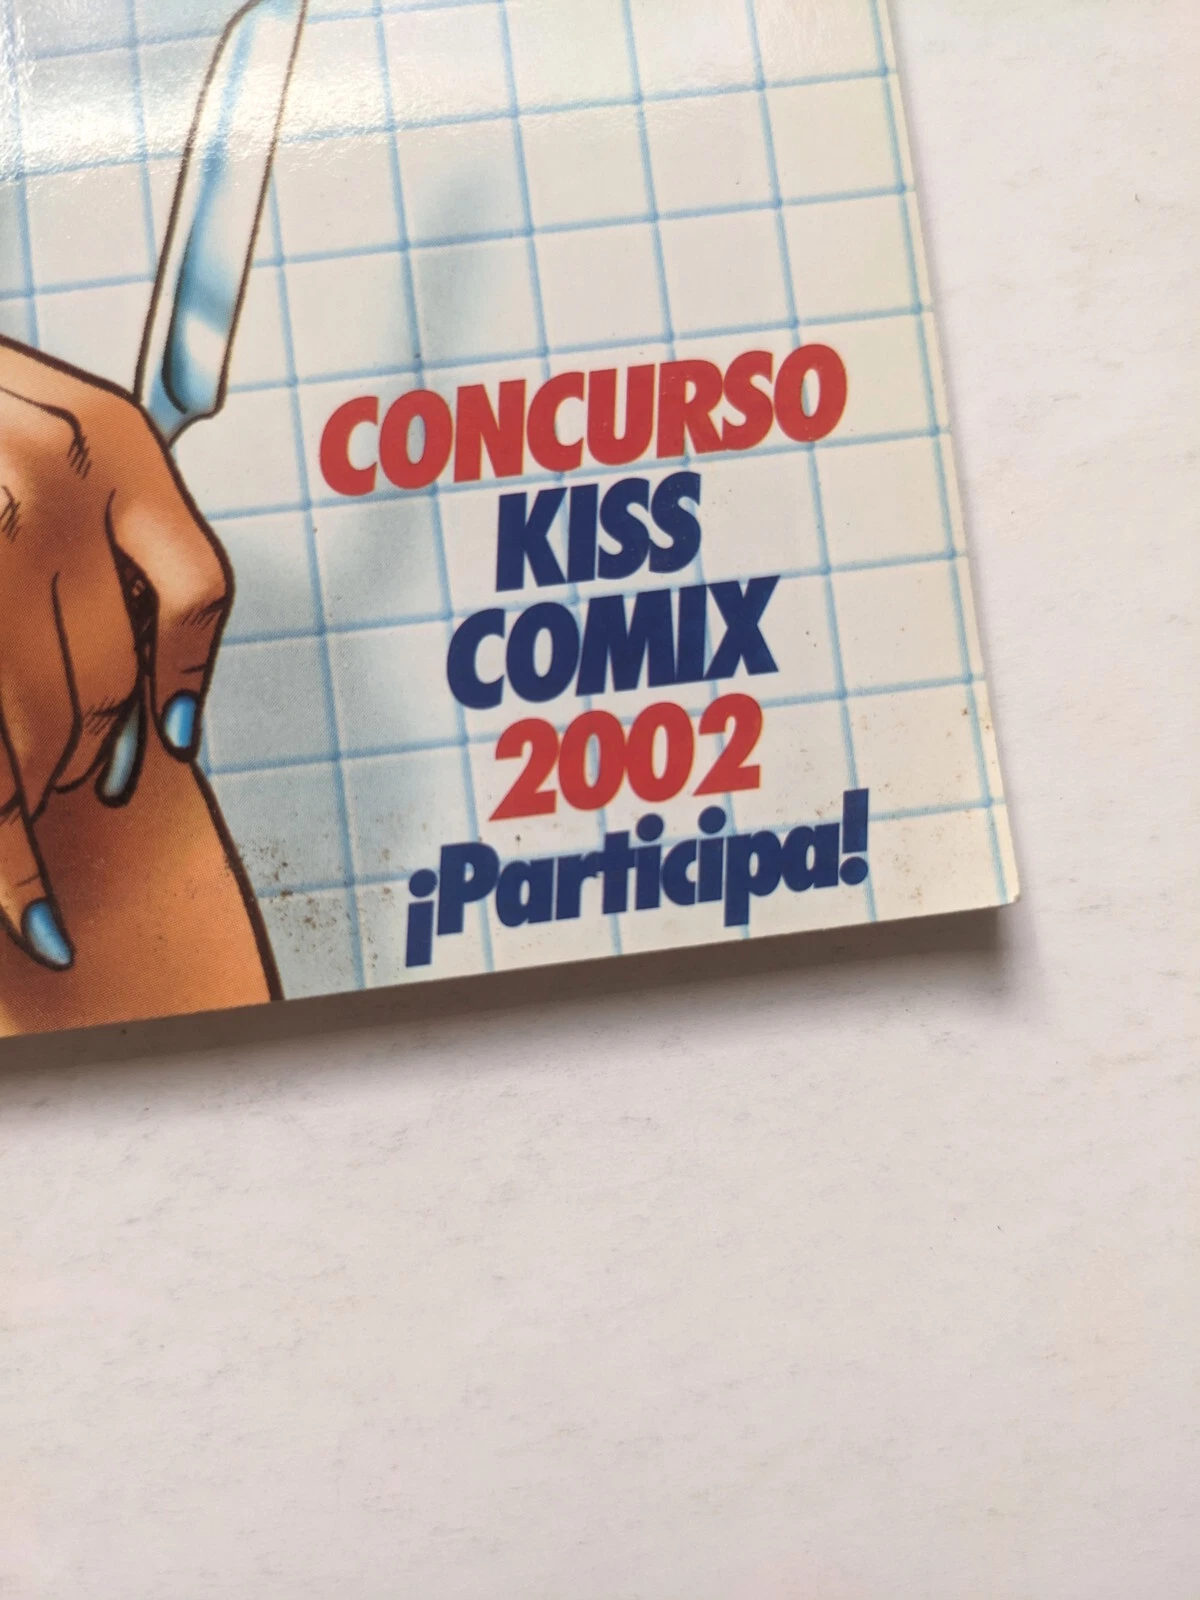 CONCURSO
KISS
COMIX
2002
¡Participa!